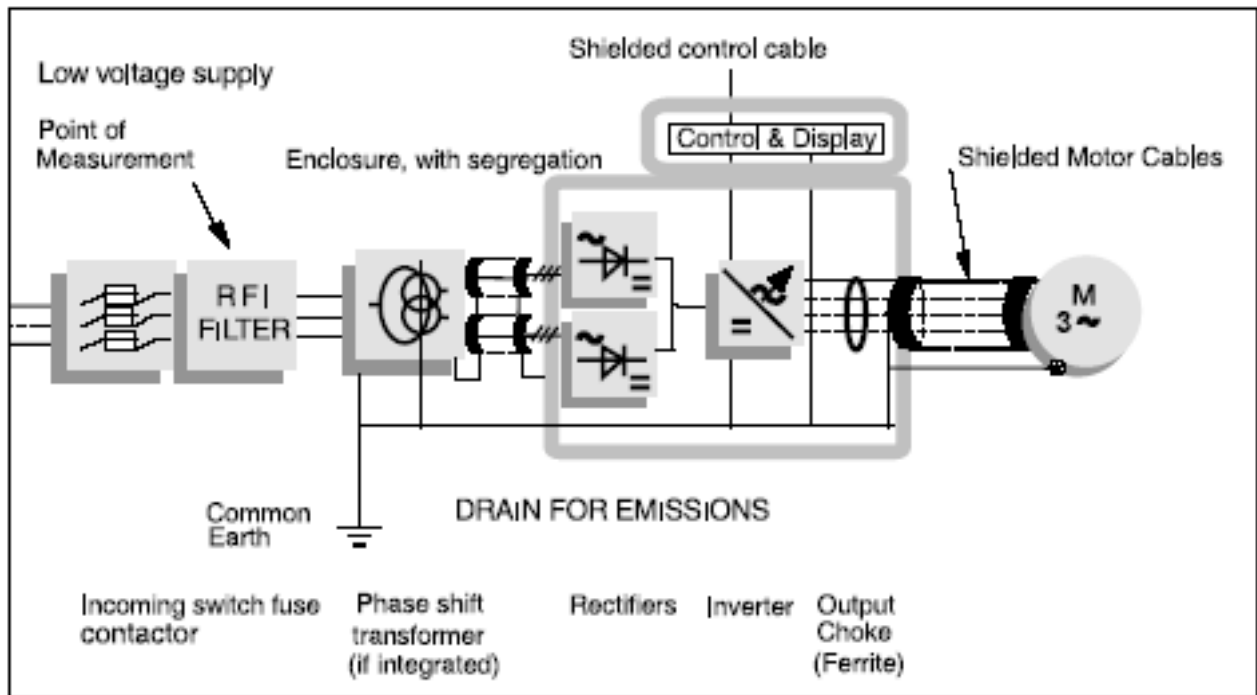 Shielded control cable
Low voltage supply
Point of
Measurement
Enclosure, with segregation
Control & Display
Shielded Motor Cables
RFI
FILTER
M
3~
Common
Earth
DRAIN FOR EMISSIONS
Incoming switch fuse
contactor
Phase shift
transformer
(if integrated)
Rectifiers
Inverter
Output
Choke
(Ferrite)